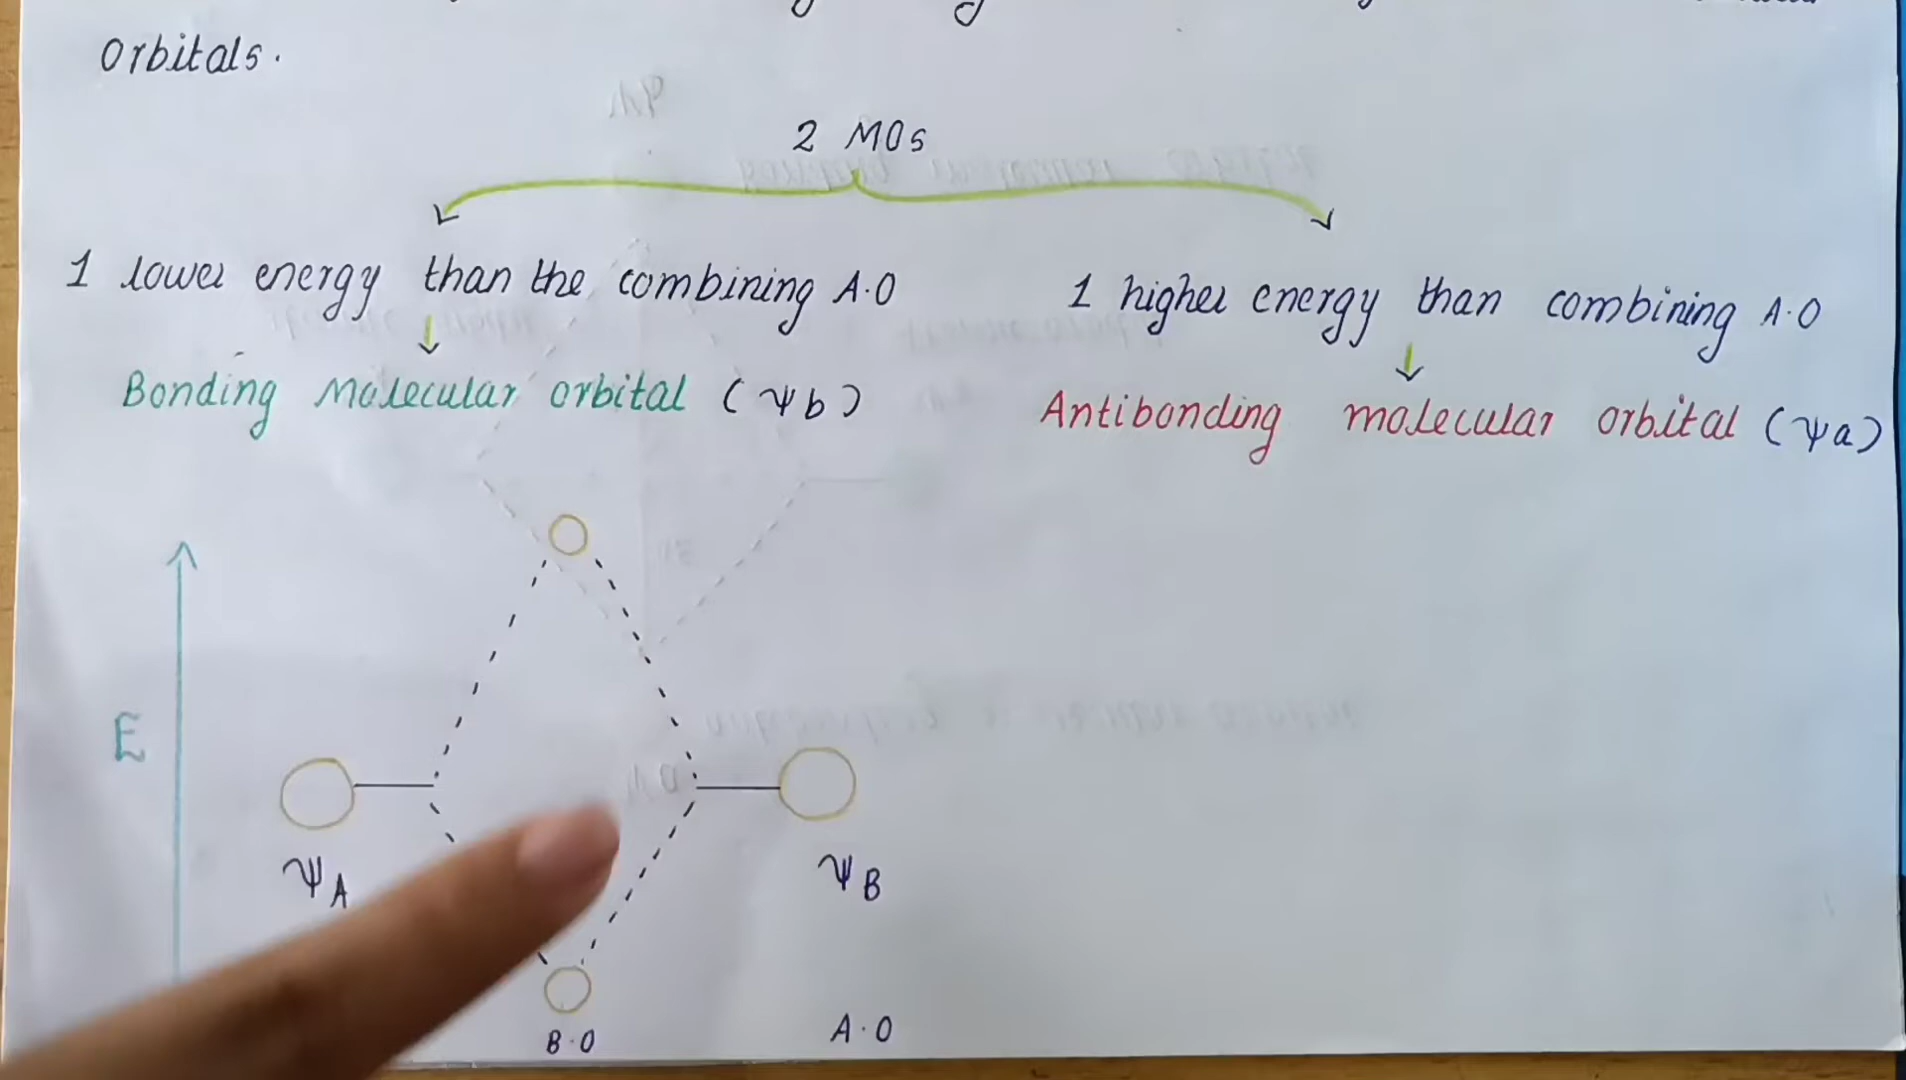 orbitals.
2 MOs
1 lower energy than the combining A.O
1 higher energy than combining A.O
Bonding Molecular orbital (ψb)
Antibonding molecular orbital (ψa)
E
ψA
ψB
B.O
A.O